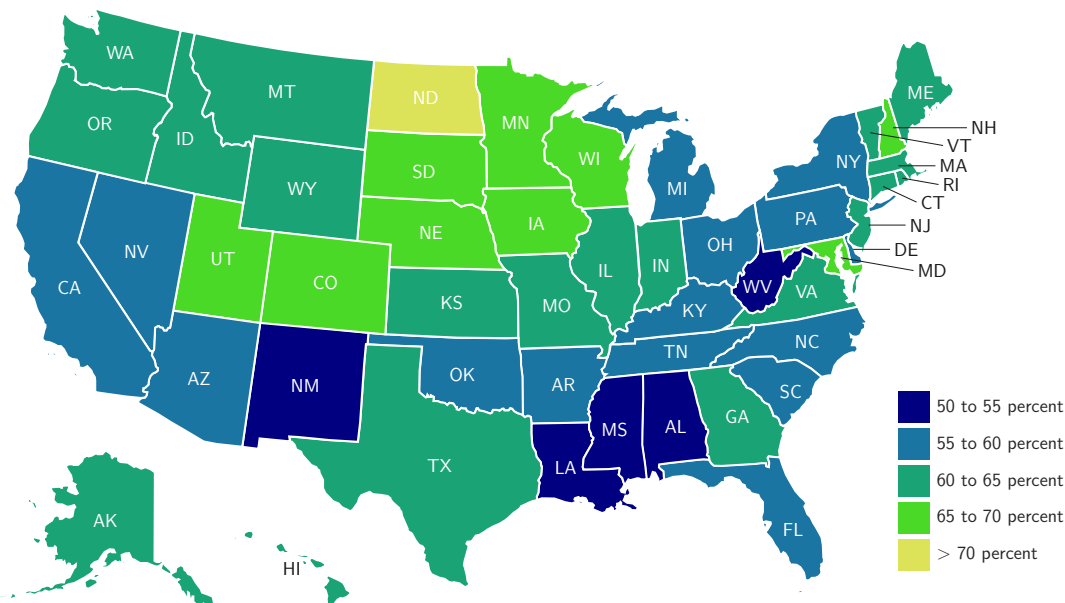 WA
MT
ND
MN
ME
OR
ID
WY
SD
WI
MI
NY
NH
VT
MA
RI
CT
NJ
DE
MD
CA
NV
UT
CO
NE
IA
IL
IN
OH
PA
WV
VA
KS
MO
KY
AZ
NM
OK
AR
TN
NC
SC
TX
LA
MS
AL
GA
FL
AK
HI
50 to 55 percent
55 to 60 percent
60 to 65 percent
65 to 70 percent
> 70 percent